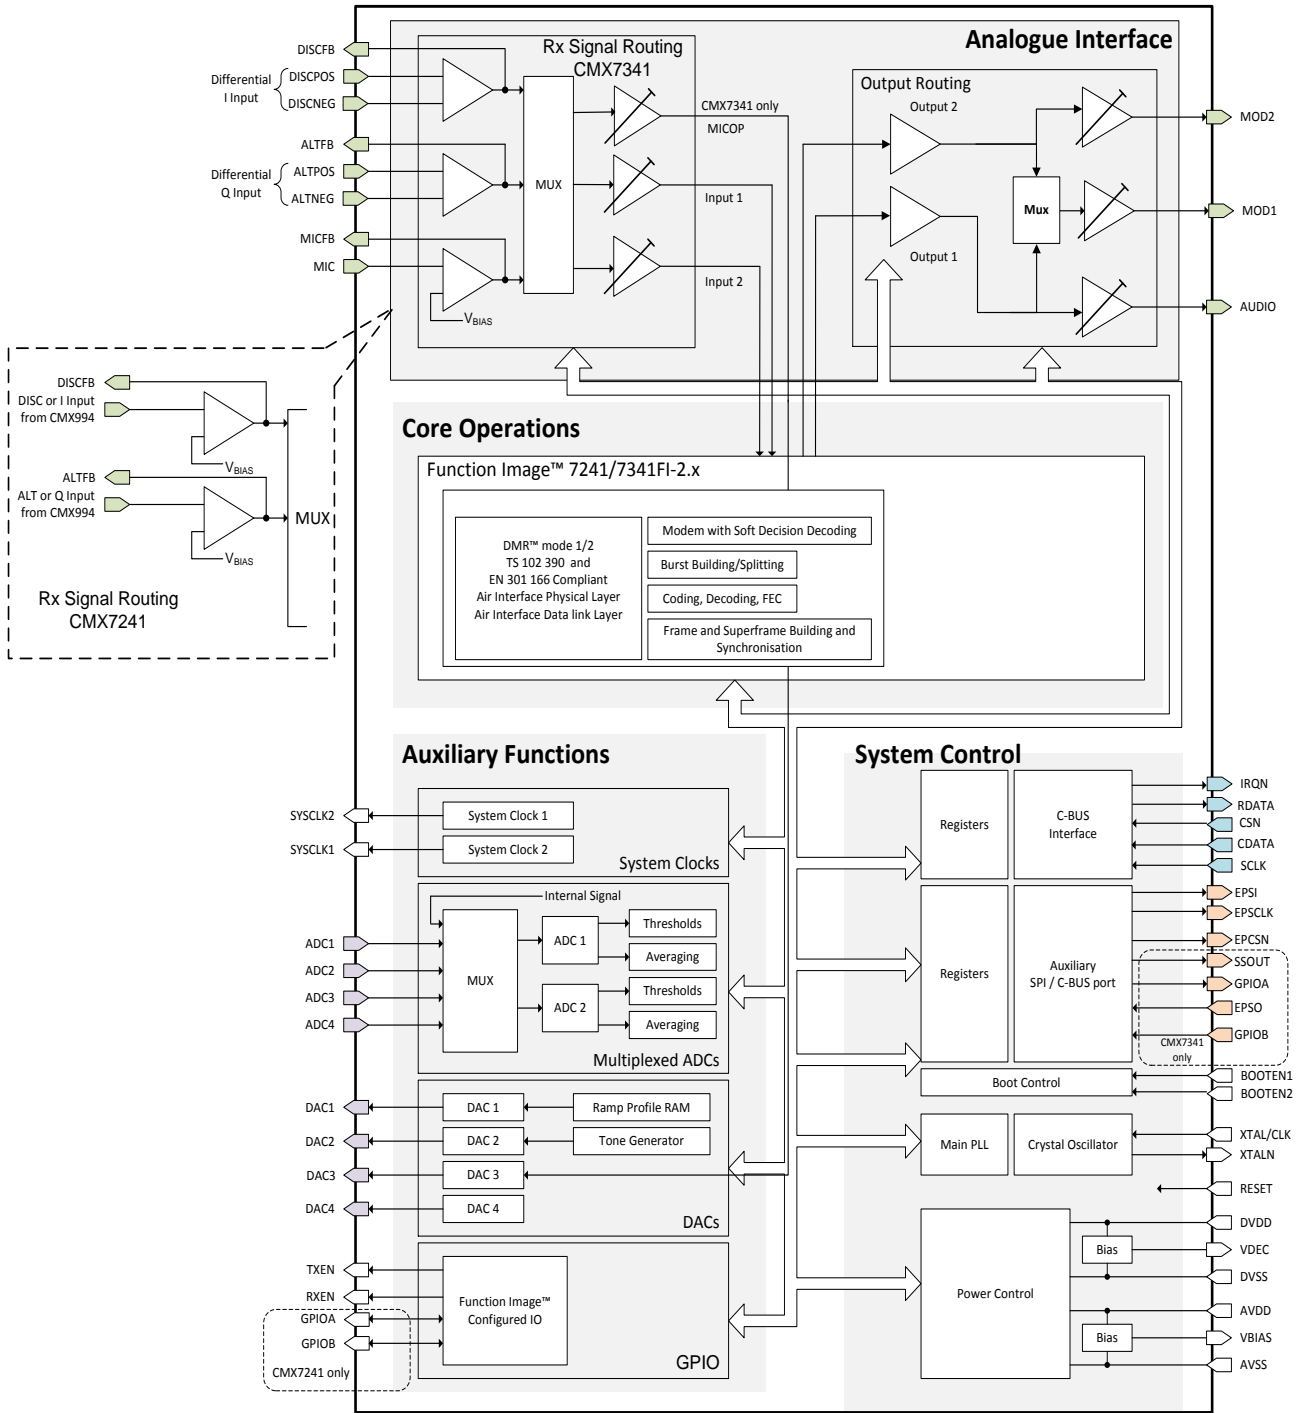 Analogue Interface
Rx Signal Routing
CMX7341
DISCFB
Differential
I Input
DISCPOS
DISCNEG
ALTFB
Differential
Q Input
ALTPOS
ALTNEG
MICFB
MIC
VBIAS
MUX
CMX7341 only
MICOP
Input 1
Input 2
Output Routing
Output 2
Output 1
Mux
MOD2
MOD1
AUDIO
DISCFB
DISC or I Input
from CMX994
VBIAS
ALTFB
ALT or Q Input
from CMX994
VBIAS
MUX
Rx Signal Routing
CMX7241
Core Operations
Function Image™ 7241/7341FI-2.x
DMR™ mode 1/2
TS 102 390 and
EN 301 166 Compliant
Air Interface Physical Layer
Air Interface Data link Layer
Modem with Soft Decision Decoding
Burst Building/Splitting
Coding, Decoding, FEC
Frame and Superframe Building and
Synchronisation
Auxiliary Functions
SYSCLK2
SYSCLK1
System Clock 1
System Clock 2
System Clocks
Internal Signal
ADC1
ADC2
ADC3
ADC4
MUX
ADC 1
ADC 2
Thresholds
Averaging
Thresholds
Averaging
Multiplexed ADCs
DAC1
DAC2
DAC3
DAC4
DAC 1
DAC 2
DAC 3
DAC 4
Ramp Profile RAM
Tone Generator
DACs
TXEN
RXEN
GPIOA
GPIOB
CMX7241 only
Function Image™
Configured IO
GPIO
System Control
Registers
C-BUS
Interface
IRQN
RDATA
CSN
CDATA
SCLK
Registers
Auxiliary
SPI / C-BUS port
EPSI
EPSCLK
EPCSN
SSOUT
GPIOA
EPSO
GPIOB
CMX7341
only
Boot Control
BOOTEN1
BOOTEN2
Main PLL
Crystal Oscillator
XTAL/CLK
XTALN
RESET
Power Control
Bias
Bias
DVDD
VDEC
DVSS
AVDD
VBIAS
AVSS